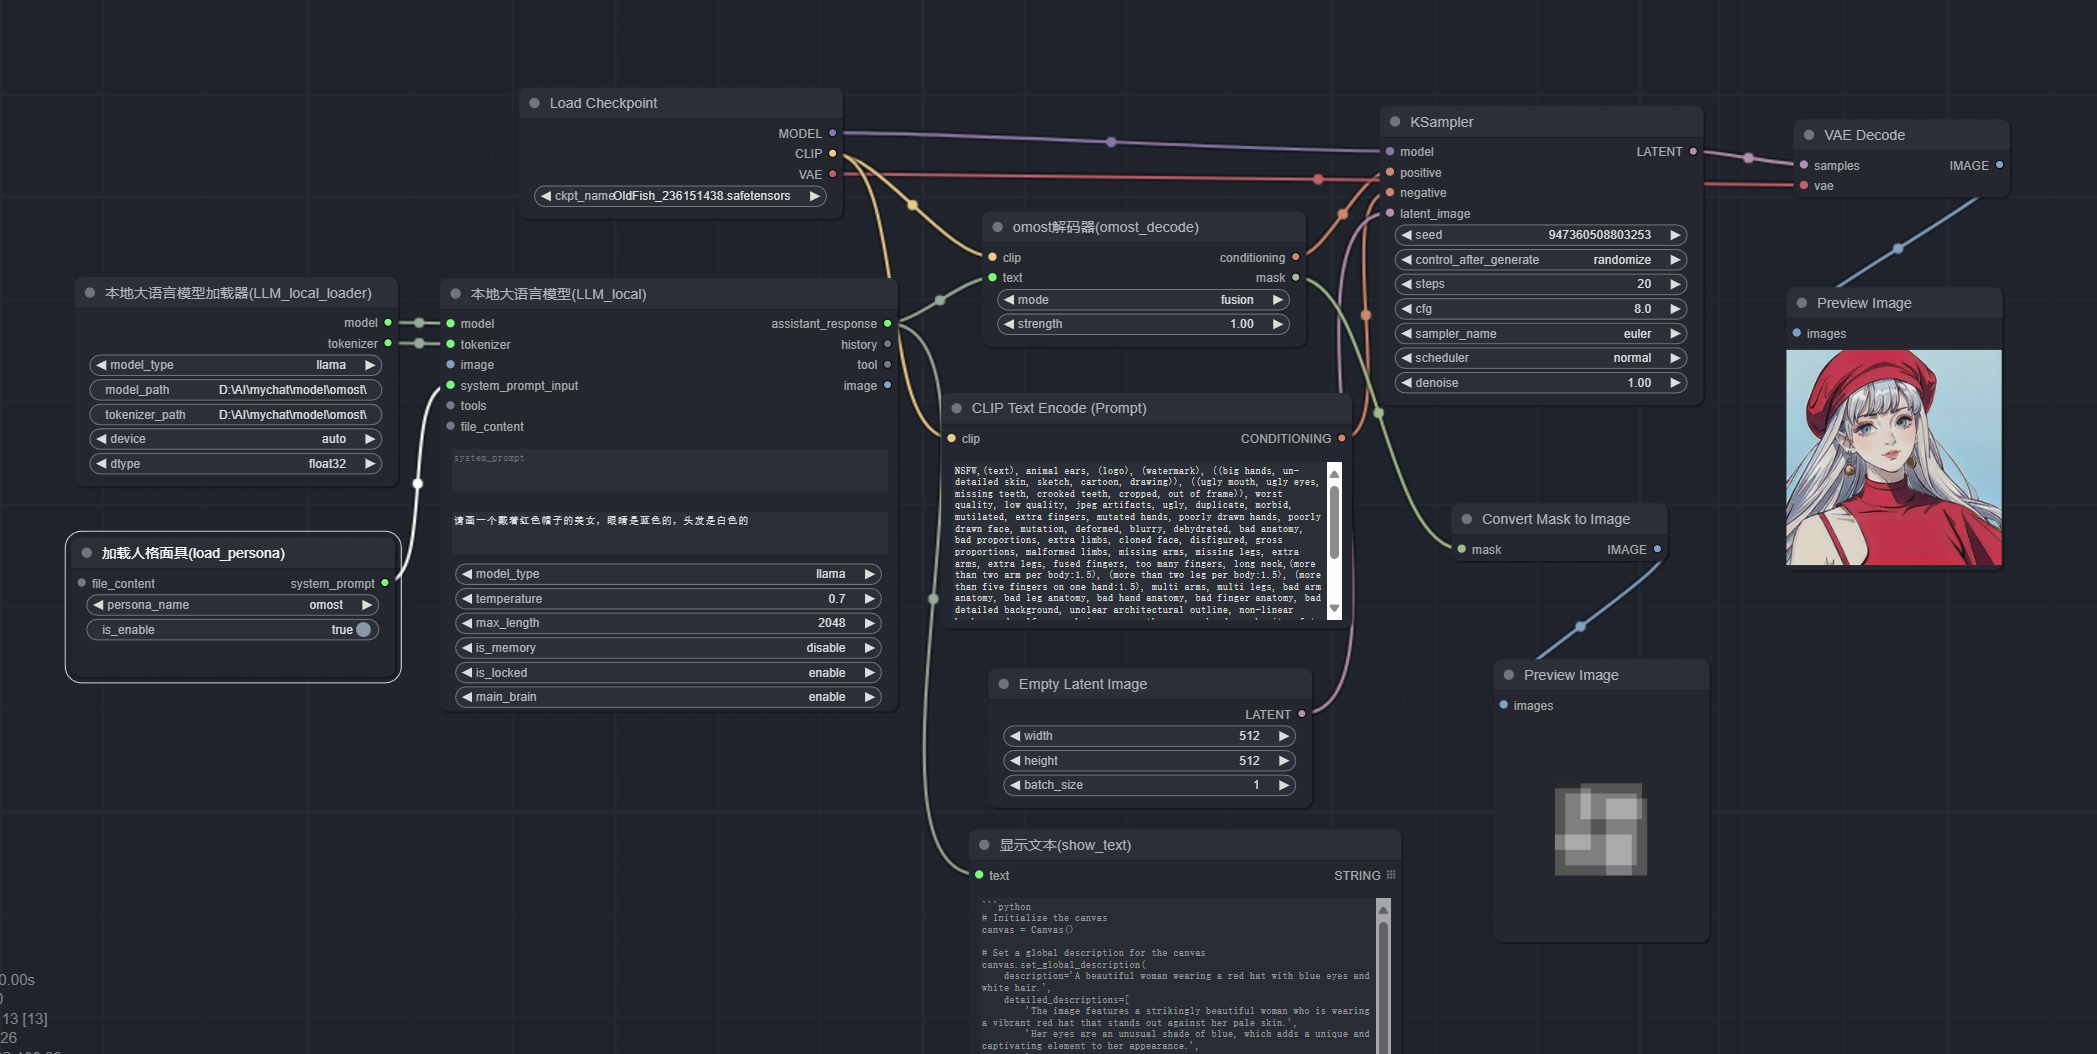 Load Checkpoint
MODEL
CLIP
VAE
ckpt_name OldFish_236151438.safetensors
KSampler
model LATENT
positive
negative
latent_image
seed 947360508803253
control_after_generate randomize
steps 20
cfg 8.0
sampler_name euler
scheduler normal
denoise 1.00
VAE Decode
samples IMAGE
vae
omost解码器(omost_decode)
clip conditioning
text mask
mode fusion
strength 1.00
本地大语言模型加载器(LLM_local_loader)
model
tokenizer
model_type llama
model_path D:\AI\mychat\model\omost\
tokenizer_path D:\AI\mychat\model\omost\
device auto
dtype float32
本地大语言模型(LLM_local)
model assistant_response
tokenizer history
image tool
system_prompt_input image
tools
file_content
system_prompt
请画一个戴着红色帽子的美女，眼睛是蓝色的，头发是白色的
model_type llama
temperature 0.7
max_length 2048
is_memory disable
is_locked enable
main_brain enable
加载人格面具(load_persona)
file_content system_prompt
persona_name omost
is_enable true
CLIP Text Encode (Prompt)
clip CONDITIONING
NSFW,(text), animal ears, (logo), (watermark), ((big hands, un-
detailed skin, sketch, cartoon, drawing)), ((ugly mouth, ugly eyes,
missing teeth, crooked teeth, cropped, out of frame)), worst
quality, low quality, jpeg artifacts, ugly, duplicate, morbid,
mutilated, extra fingers, mutated hands, poorly drawn hands, poorly
drawn face, mutation, deformed, blurry, dehydrated, bad anatomy,
bad proportions, extra limbs, cloned face, disfigured, gross
proportions, malformed limbs, missing arms, missing legs, extra
arms, extra legs, fused fingers, too many fingers, long neck,(more
than two arm per body:1.5), (more than two leg per body:1.5), (more
than five fingers on one hand:1.5), multi arms, multi legs, bad arm
anatomy, bad leg anatomy, bad hand anatomy, bad finger anatomy, bad
detailed background, unclear architectural outline, non-linear
Preview Image
images
Convert Mask to Image
mask IMAGE
Preview Image
images
Empty Latent Image
LATENT
width 512
height 512
batch_size 1
显示文本(show_text)
text STRING
```python
# Initialize the canvas
canvas = Canvas()
# Set a global description for the canvas
canvas.set_global_description(
description='A beautiful woman wearing a red hat with blue eyes and
white hair.',
detailed_descriptions=[
'The image features a strikingly beautiful woman who is wearing
a vibrant red hat that stands out against her pale skin.',
'Her eyes are an unusual shade of blue, which adds a unique and
captivating element to her appearance.',
0.00s
13 [13]
26